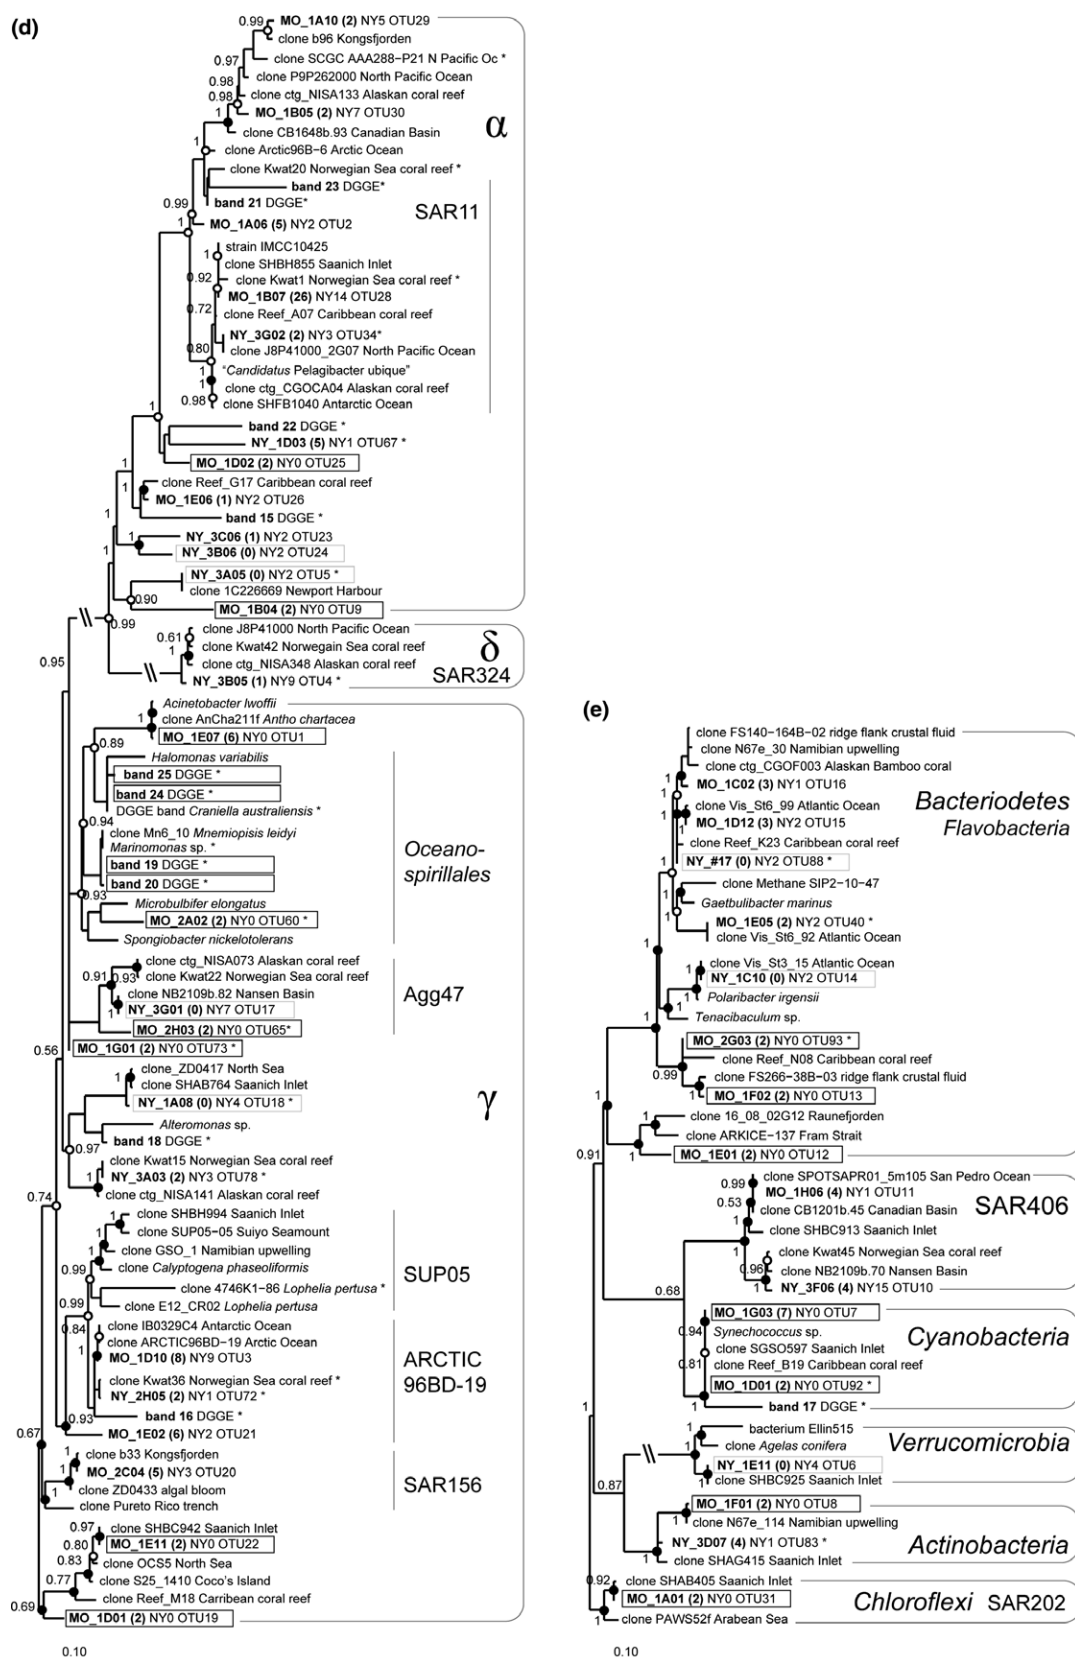 (d)
0.99
MO_1A10 (2) NY5 OTU29
clone b96 Kongsfjorden
0.97
clone SCGC AAA288−P21 N Pacific Oc *
clone P9P262000 North Pacific Ocean
0.98
clone ctg_NISA133 Alaskan coral reef
0.98
MO_1B05 (2) NY7 OTU30
1
clone CB1648b.93 Canadian Basin
α
1
clone Arctic96B−6 Arctic Ocean
clone Kwat20 Norwegian Sea coral reef *
band 23 DGGE*
band 21 DGGE*
0.99
SAR11
1
MO_1A06 (5) NY2 OTU2
strain IMCC10425
1
clone SHBH855 Saanich Inlet
0.92
clone Kwat1 Norwegian Sea coral reef *
MO_1B07 (26) NY14 OTU28
0.72
clone Reef_A07 Caribbean coral reef
NY_3G02 (2) NY3 OTU34*
0.80
clone J8P41000_2G07 North Pacific Ocean
1
"Candidatus Pelagibacter ubique"
1
clone ctg_CGOCA04 Alaskan coral reef
0.98
clone SHFB1040 Antarctic Ocean
1
band 22 DGGE *
NY_1D03 (5) NY1 OTU67 *
MO_1D02 (2) NY0 OTU25
1
clone Reef_G17 Caribbean coral reef
1
MO_1E06 (1) NY2 OTU26
1
band 15 DGGE *
1
NY_3C06 (1) NY2 OTU23
1
NY_3B06 (0) NY2 OTU24
NY_3A05 (0) NY2 OTU5 *
clone 1C226669 Newport Harbour
0.90
MO_1B04 (2) NY0 OTU9
0.99
0.61
clone J8P41000 North Pacific Ocean
clone Kwat42 Norwegain Sea coral reef
1
clone ctg_NISA348 Alaskan coral reef
NY_3B05 (1) NY9 OTU4 *
δ
SAR324
0.95
Acinetobacter lwoffii
1
clone AnCha211f Antho chartacea
MO_1E07 (6) NY0 OTU1
0.89
Halomonas variabilis
band 25 DGGE *
band 24 DGGE *
DGGE band Craniella australiensis *
0.94
clone Mn6_10 Mnemiopsis leidyi
Marinomonas sp. *
band 19 DGGE *
band 20 DGGE *
Oceano-
spirillales
0.93
Microbulbifer elongatus
MO_2A02 (2) NY0 OTU60 *
Spongiobacter nickelotolerans
clone ctg_NISA073 Alaskan coral reef
0.91
0.93
clone Kwat22 Norwegian Sea coral reef
clone NB2109b.82 Nansen Basin
1
NY_3G01 (0) NY7 OTU17
MO_2H03 (2) NY0 OTU65*
Agg47
MO_1G01 (2) NY0 OTU73 *
0.56
clone_ZD0417 North Sea
1
clone SHAB764 Saanich Inlet
NY_1A08 (0) NY4 OTU18 *
γ
Alteromonas sp.
band 18 DGGE *
0.97
clone Kwat15 Norwegian Sea coral reef
1
NY_3A03 (2) NY3 OTU78 *
clone ctg_NISA141 Alaskan coral reef
0.74
clone SHBH994 Saanich Inlet
1
clone SUP05−05 Suiyo Seamount
1
clone GSO_1 Namibian upwelling
1
clone Calyptogena phaseoliformis
0.99
clone 4746K1−86 Lophelia pertusa *
0.99
clone E12_CR02 Lophelia pertusa
SUP05
0.84
clone IB0329C4 Antarctic Ocean
clone ARCTIC96BD−19 Arctic Ocean
1
MO_1D10 (8) NY9 OTU3
clone Kwat36 Norwegian Sea coral reef *
NY_2H05 (2) NY1 OTU72 *
0.93
band 16 DGGE *
MO_1E02 (6) NY2 OTU21
ARCTIC
96BD-19
0.67
clone b33 Kongsfjorden
1
MO_2C04 (5) NY3 OTU20
1
clone ZD0433 algal bloom
clone Pureto Rico trench
SAR156
0.97
clone SHBC942 Saanich Inlet
0.80
MO_1E11 (2) NY0 OTU22
0.83
clone OCS5 North Sea
0.77
clone S25_1410 Coco's Island
clone Reef_M18 Carribean coral reef
0.69
MO_1D01 (2) NY0 OTU19
0.10
(e)
clone FS140−164B−02 ridge flank crustal fluid
clone N67e_30 Namibian upwelling
clone ctg_CGOF003 Alaskan Bamboo coral
1
MO_1C02 (3) NY1 OTU16
1
clone Vis_St6_99 Atlantic Ocean
MO_1D12 (3) NY2 OTU15
1
1
clone Reef_K23 Caribbean coral reef
NY_#17 (0) NY2 OTU88 *
1
clone Methane SIP2−10−47
1
Gaetbulibacter marinus
1
MO_1E05 (2) NY2 OTU40 *
clone Vis_St6_92 Atlantic Ocean
1
1
clone Vis_St3_15 Atlantic Ocean
NY_1C10 (0) NY2 OTU14
1
Polaribacter irgensii
Tenacibaculum sp.
1
MO_2G03 (2) NY0 OTU93 *
clone Reef_N08 Caribbean coral reef
0.99
clone FS266−38B−03 ridge flank crustal fluid
1
MO_1F02 (2) NY0 OTU13
1
clone 16_08_02G12 Raunefjorden
1
clone ARKICE−137 Fram Strait
1
MO_1E01 (2) NY0 OTU12
Bacteriodetes
Flavobacteria
0.91
clone SPOTSAPR01_5m105 San Pedro Ocean
0.99
MO_1H06 (4) NY1 OTU11
0.53
clone CB1201b.45 Canadian Basin
1
clone SHBC913 Saanich Inlet
1
clone Kwat45 Norwegian Sea coral reef
0.96
clone NB2109b.70 Nansen Basin
1
NY_3F06 (4) NY15 OTU10
SAR406
0.68
MO_1G03 (7) NY0 OTU7
0.94
Synechococcus sp.
clone SGSO597 Saanich Inlet
0.81
clone Reef_B19 Caribbean coral reef
MO_1D01 (2) NY0 OTU92 *
1
band 17 DGGE *
Cyanobacteria
1
bacterium Ellin515
1
clone Agelas conifera
1
NY_1E11 (0) NY4 OTU6
1
clone SHBC925 Saanich Inlet
Verrucomicrobia
0.87
MO_1F01 (2) NY0 OTU8
1
clone N67e_114 Namibian upwelling
NY_3D07 (4) NY1 OTU83 *
1
clone SHAG415 Saanich Inlet
Actinobacteria
1
0.92
clone SHAB405 Saanich Inlet
MO_1A01 (2) NY0 OTU31
1
clone PAWS52f Arabean Sea
Chloroflexi SAR202
0.10